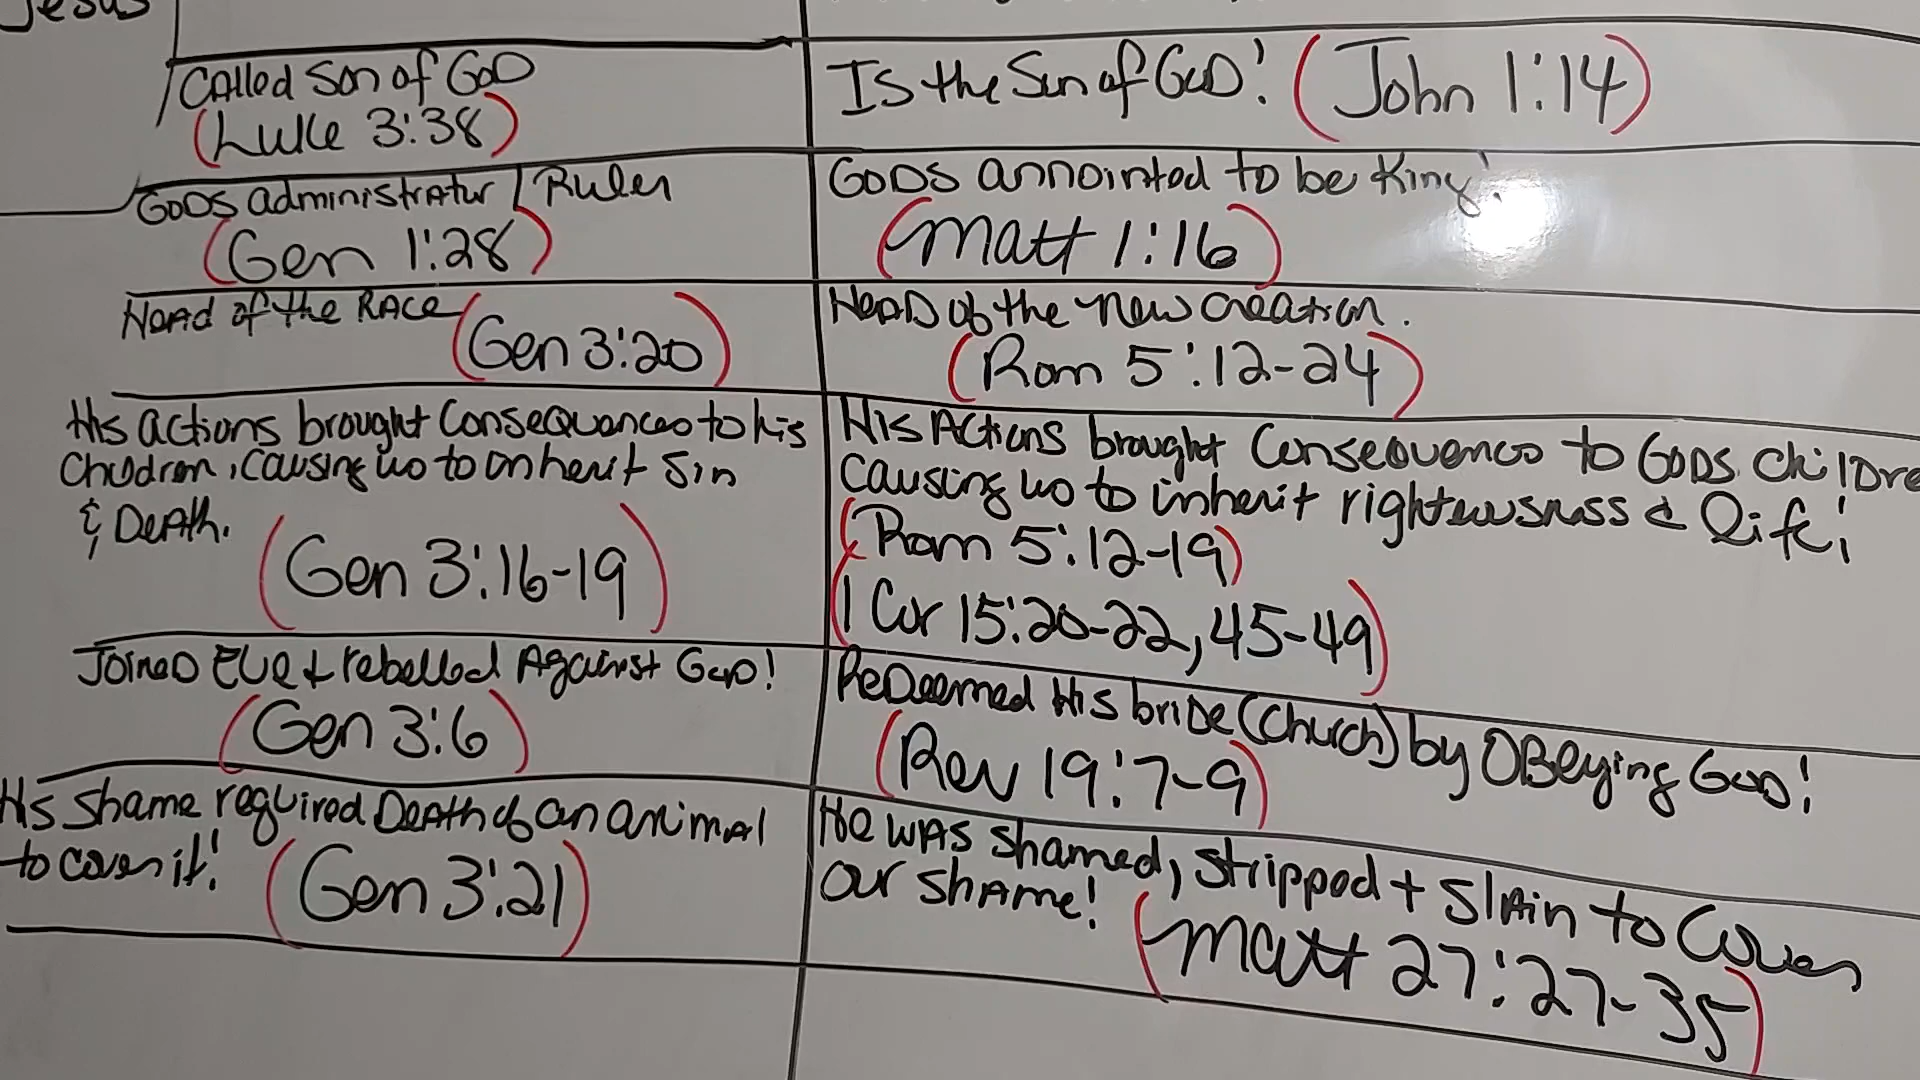 Jesus
Called Son of God
(Luke 3:38)
Is the Son of God! (John 1:14)
Gods administrator / Ruler
(Gen 1:28)
Gods annointed to be King!
(Matt 1:16)
Head of the Race (Gen 3:20)
Head of the new creation.
(Rom 5:12-24)
His actions brought Consequences to his
Children, causing us to inherit Sin
& Death.
(Gen 3:16-19)
His Actions brought Consequences to Gods Childre
causing us to inherit righteousness & life!
(Rom 5:12-19)
(1 Cor 15:20-22, 45-49)
Joined Eve + rebelled Against God!
(Gen 3:6)
Redeemed His bride (Church) by OBeying God!
(Rev 19:7-9)
His Shame required Death of an animal
to cover it! (Gen 3:21)
He was Shamed, Stripped + Slain to Cover
our Shame! (Matt 27:27-35)